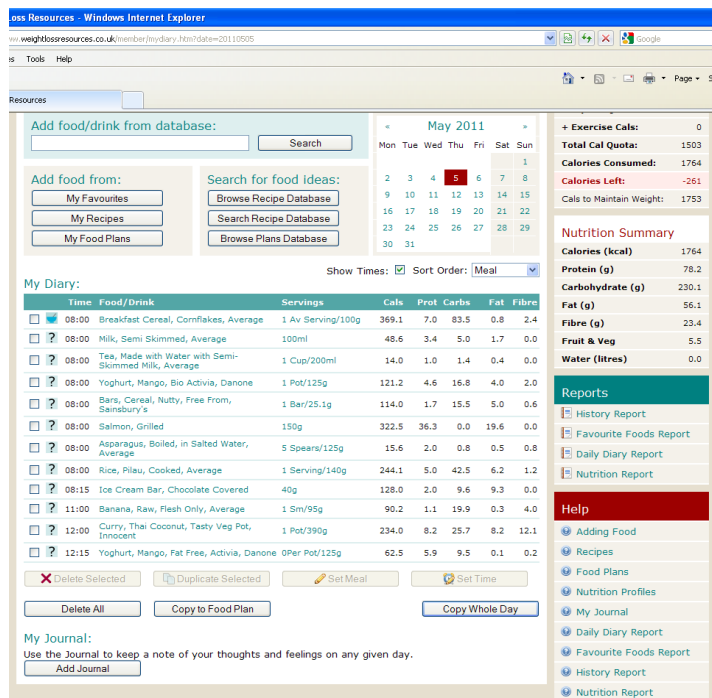 Loss Resources - Windows Internet Explorer
www.weightlossresources.co.uk/member/mydiary.htm?date=20110505
Google
Tools Help
Page
Resources
Add food/drink from database:
Search
Add food from:
My Favourites
My Recipes
My Food Plans
Search for food ideas:
Browse Recipe Database
Search Recipe Database
Browse Plans Database
« May 2011 »
Mon Tue Wed Thu Fri Sat Sun
1
2 3 4 5 6 7 8
9 10 11 12 13 14 15
16 17 18 19 20 21 22
23 24 25 26 27 28 29
30 31
Show Times: Sort Order: Meal
My Diary:
Time Food/Drink Servings Cals Prot Carbs Fat Fibre
? 08:00 Breakfast Cereal, Cornflakes, Average 1 Av Serving/100g 369.1 7.0 83.5 0.8 2.4
? 08:00 Milk, Semi Skimmed, Average 100ml 48.6 3.4 5.0 1.7 0.0
? 08:00 Tea, Made with Water with Semi-
Skimmed Milk, Average 1 Cup/200ml 14.0 1.0 1.4 0.4 0.0
? 08:00 Yoghurt, Mango, Bio Activia, Danone 1 Pot/125g 121.2 4.6 16.8 4.0 2.0
? 08:00 Bars, Cereal, Nutty, Free From,
Sainsbury's 1 Bar/25.1g 114.0 1.7 15.5 5.0 0.6
? 08:00 Salmon, Grilled 150g 322.5 36.3 0.0 19.6 0.0
? 08:00 Asparagus, Boiled, in Salted Water,
Average 5 Spears/125g 15.6 2.0 0.8 0.5 0.8
? 08:00 Rice, Pilau, Cooked, Average 1 Serving/140g 244.1 5.0 42.5 6.2 1.2
? 08:15 Ice Cream Bar, Chocolate Covered 40g 128.0 2.0 9.6 9.3 0.0
? 11:00 Banana, Raw, Flesh Only, Average 1 Sm/95g 90.2 1.1 19.9 0.3 4.0
? 12:00 Curry, Thai Coconut, Tasty Veg Pot,
Innocent 1 Pot/390g 234.0 8.2 25.7 8.2 12.1
? 12:15 Yoghurt, Mango, Fat Free, Activia, Danone 0Per Pot/125g 62.5 5.9 9.5 0.1 0.2
Delete Selected Duplicate Selected Set Meal Set Time
Delete All Copy to Food Plan Copy Whole Day
My Journal:
Use the Journal to keep a note of your thoughts and feelings on any given day.
Add Journal
+ Exercise Cals: 0
Total Cal Quota: 1503
Calories Consumed: 1764
Calories Left: -261
Cals to Maintain Weight: 1753
Nutrition Summary
Calories (kcal) 1764
Protein (g) 78.2
Carbohydrate (g) 230.1
Fat (g) 56.1
Fibre (g) 23.4
Fruit & Veg 5.5
Water (litres) 0.0
Reports
History Report
Favourite Foods Report
Daily Diary Report
Nutrition Report
Help
Adding Food
Recipes
Food Plans
Nutrition Profiles
My Journal
Daily Diary Report
Favourite Foods Report
History Report
Nutrition Report